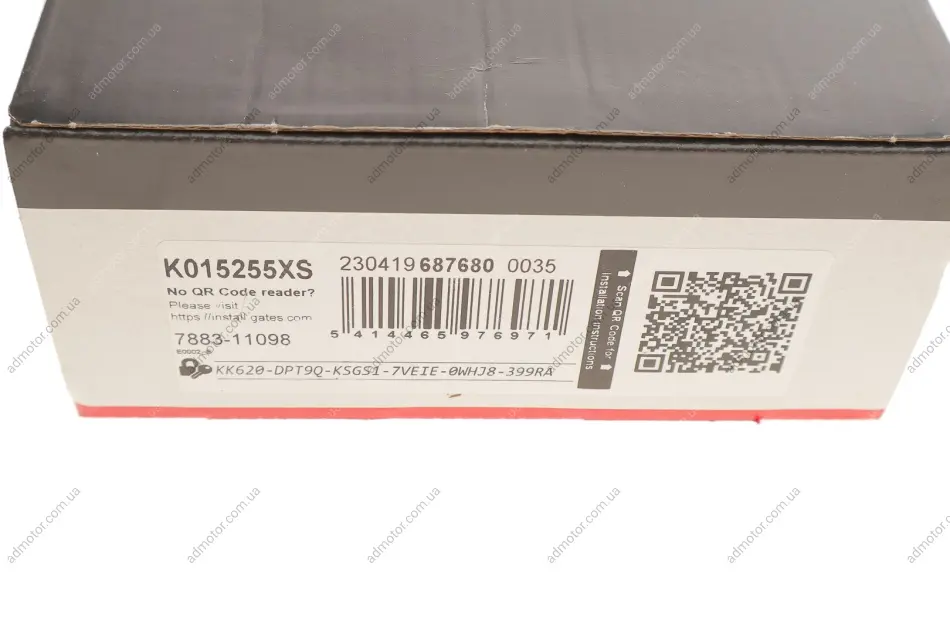 K015255XS
230419 687680 0035
No QR Code reader?
Please visit
https://install.gates.com
5 414465 976971
7883-11098
E0002
KK620-DPT9Q-KSGS1-7VEIE-0WHJ8-399RA
Scan QR Code for
installation instructions
admotor.com.ua